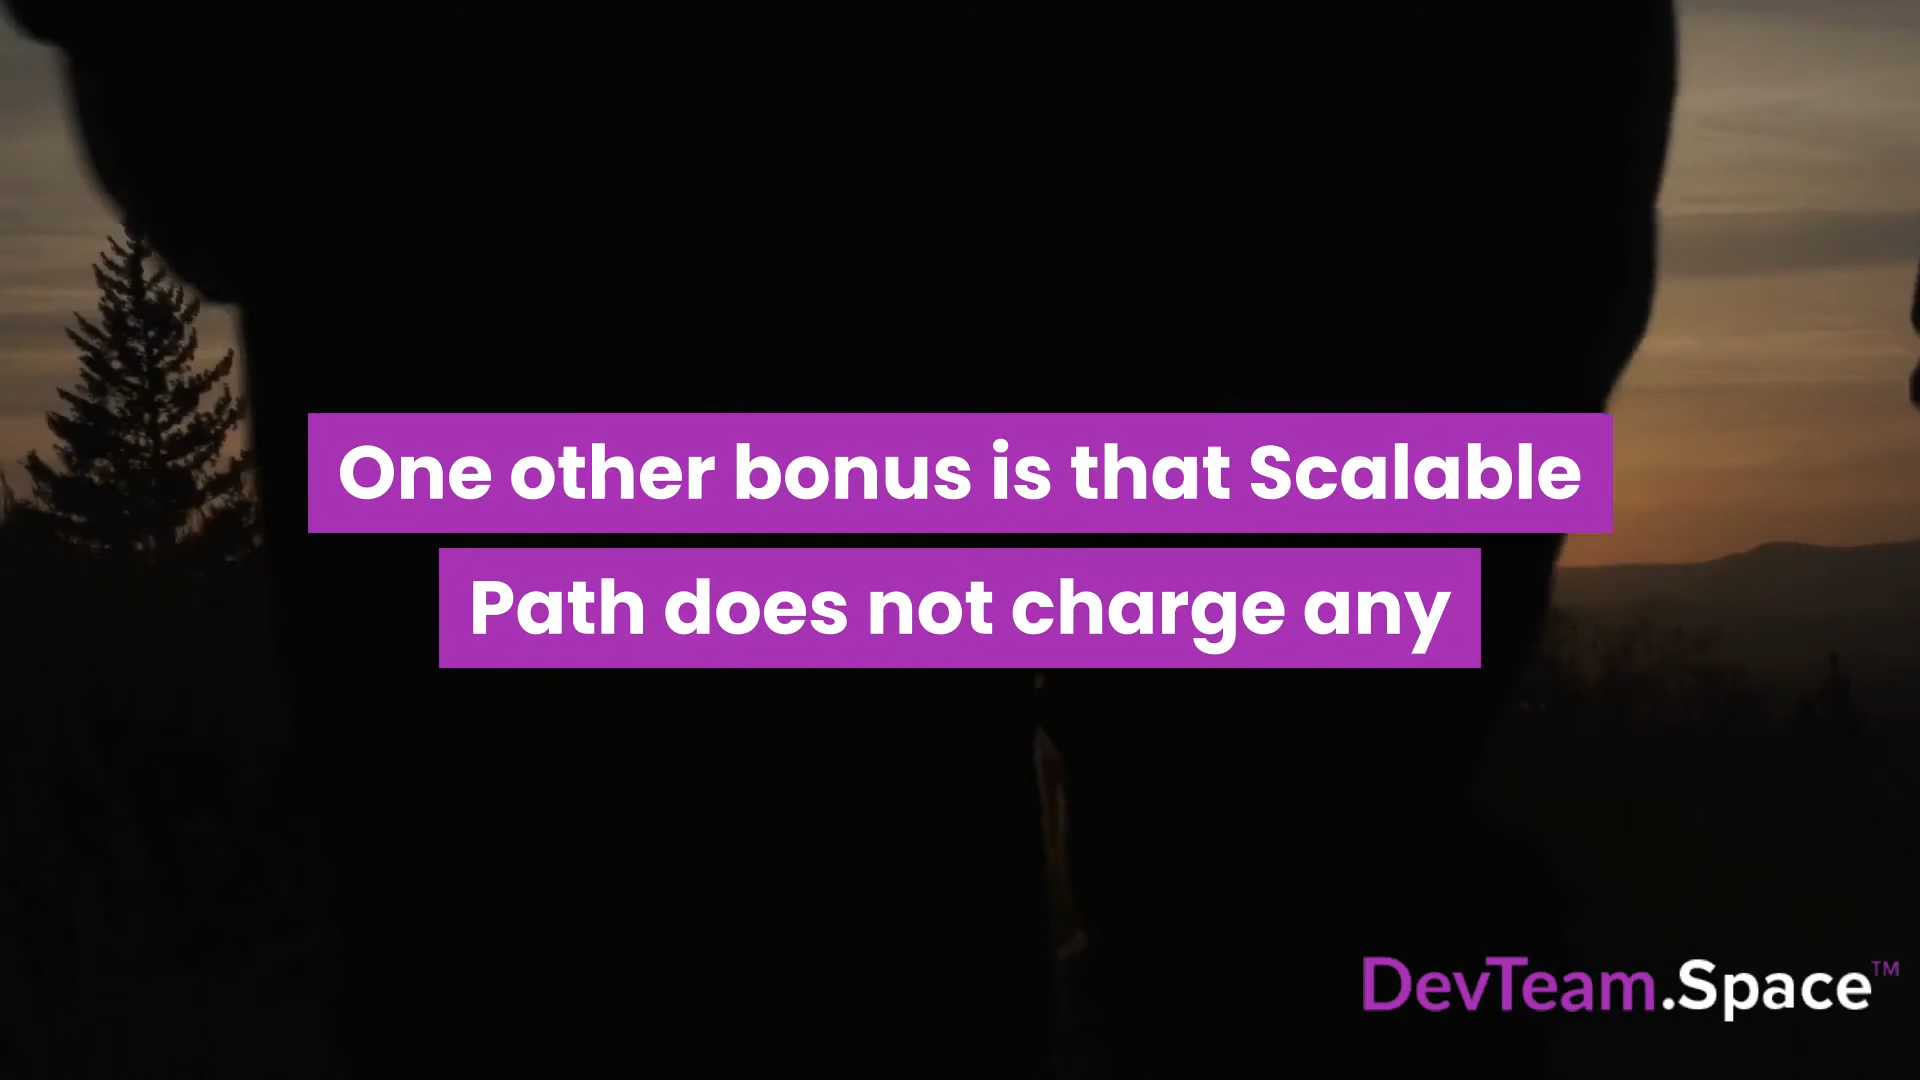 One other bonus is that Scalable
Path does not charge any
DevTeam.Space™